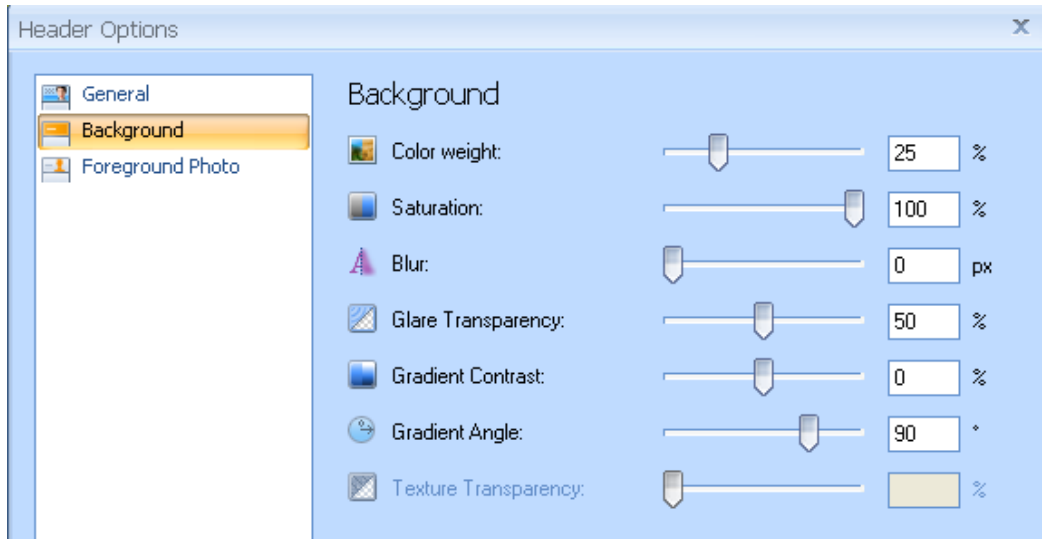 Header Options
General
Background
Foreground Photo
Background
Color weight: 25 %
Saturation: 100 %
Blur: 0 px
Glare Transparency: 50 %
Gradient Contrast: 0 %
Gradient Angle: 90 °
Texture Transparency: %